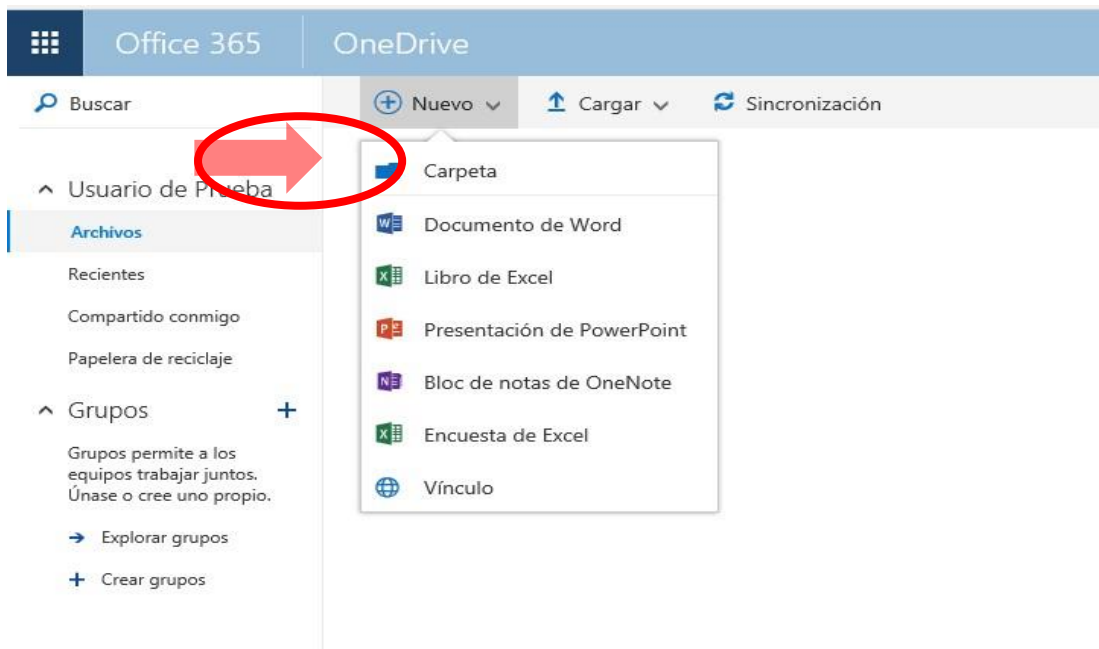 Office 365
OneDrive
Buscar
Nuevo
Cargar
Sincronización
Usuario de Prueba
Archivos
Recientes
Compartido conmigo
Papelera de reciclaje
Grupos
Grupos permite a los
equipos trabajar juntos.
Únase o cree uno propio.
Explorar grupos
Crear grupos
Carpeta
Documento de Word
Libro de Excel
Presentación de PowerPoint
Bloc de notas de OneNote
Encuesta de Excel
Vínculo